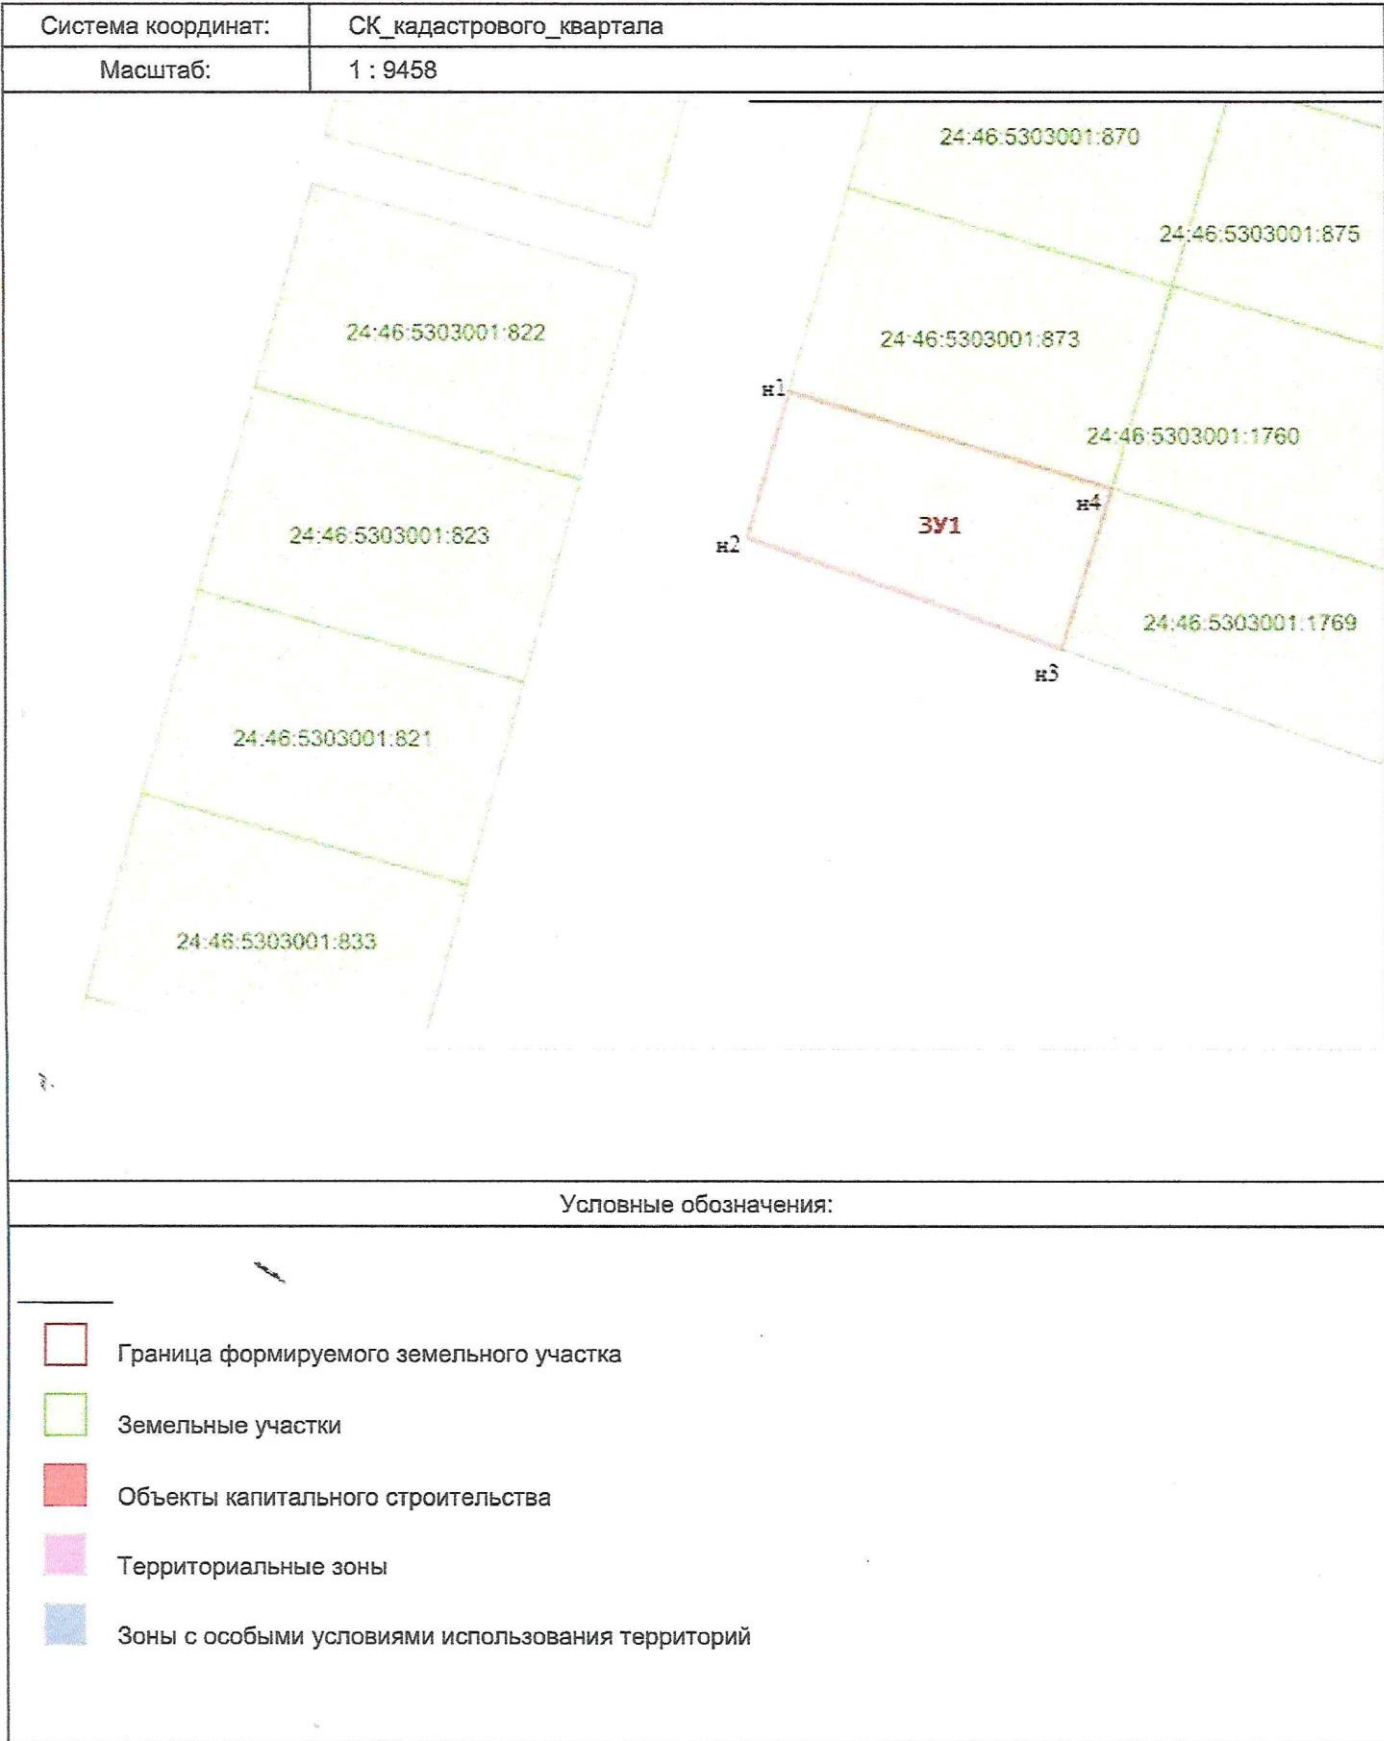 Система координат: СК_кадастрового_квартала
Масштаб: 1 : 9458
24:46:5303001:870
24:46:5303001:875
24:46:5303001:822
24:46:5303001:873
н1
24:46:5303001:1760
н4
24:46:5303001:823
ЗУ1
н2
24:46:5303001:1769
н3
24:46:5303001:821
24:46:5303001:833
Условные обозначения:
Граница формируемого земельного участка
Земельные участки
Объекты капитального строительства
Территориальные зоны
Зоны с особыми условиями использования территорий